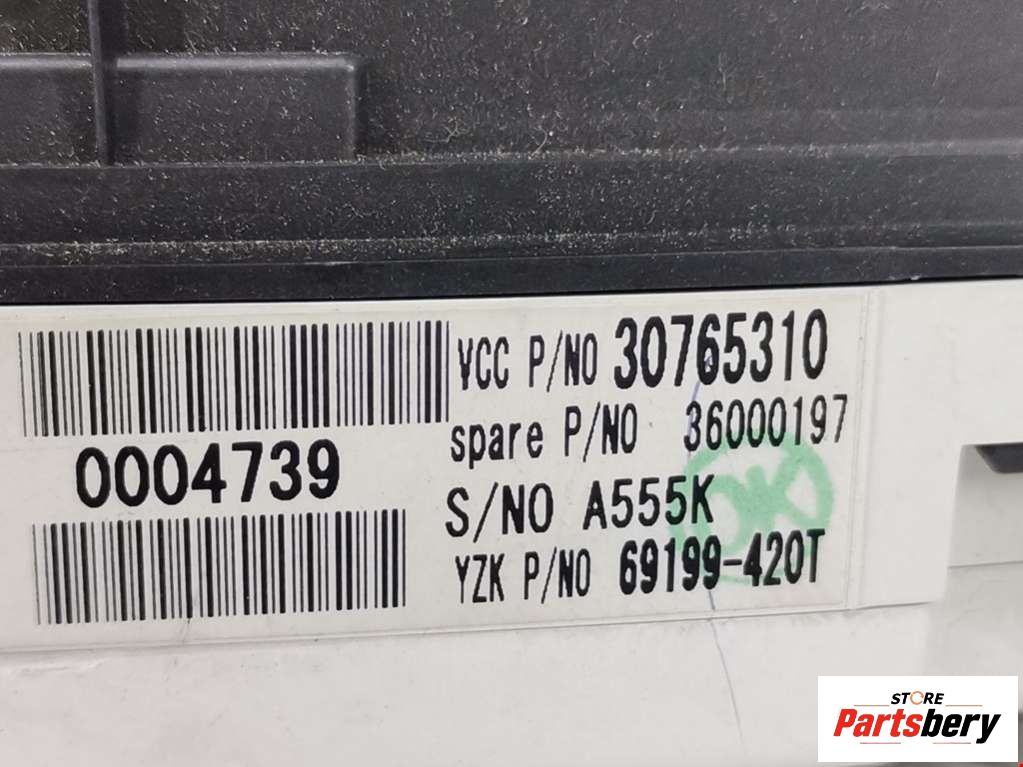 VCC P/NO 30765310
spare P/NO 36000197
0004739
S/NO A555K
YZK P/NO 69199-420T
OK
STORE
Partsbery